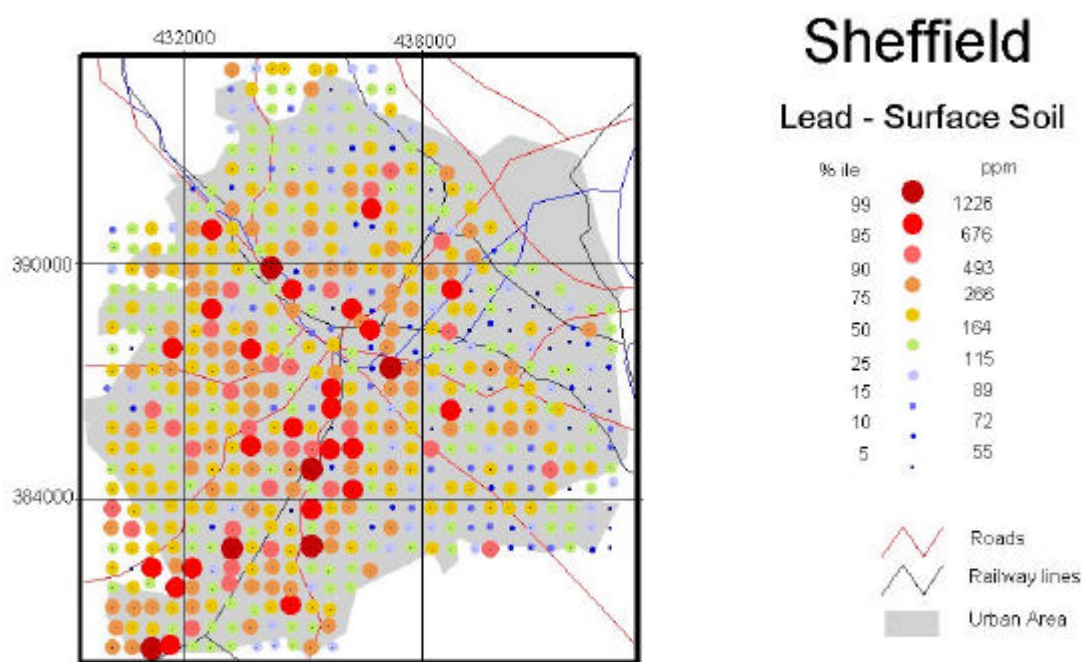 432000 438000
390000
384000
Sheffield
Lead - Surface Soil
% ile ppm
99 1226
95 676
90 493
75 266
50 164
25 115
15 89
10 72
5 55
Roads
Railway lines
Urban Area